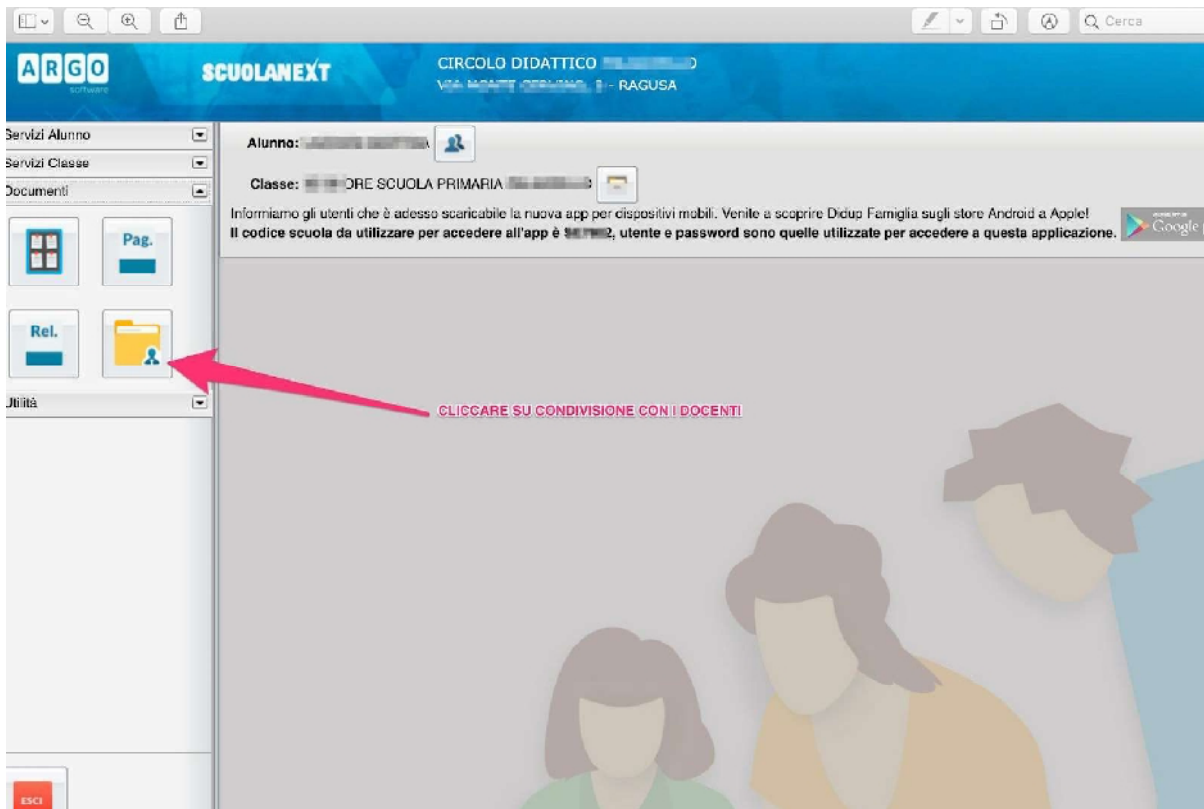 Cerca
ARGO
software
SCUOLANEXT
CIRCOLO DIDATTICO
- RAGUSA
Servizi Alunno
Servizi Classe
Documenti
Pag.
Rel.
Utilità
ESCI
Alunno:
Classe: ORE SCUOLA PRIMARIA
Informiamo gli utenti che è adesso scaricabile la nuova app per dispositivi mobili. Venite a scoprire Didup Famiglia sugli store Android a Apple!
Il codice scuola da utilizzare per accedere all'app è , utente e password sono quelle utilizzate per accedere a questa applicazione.
Google
CLICCARE SU CONDIVISIONE CON I DOCENTI